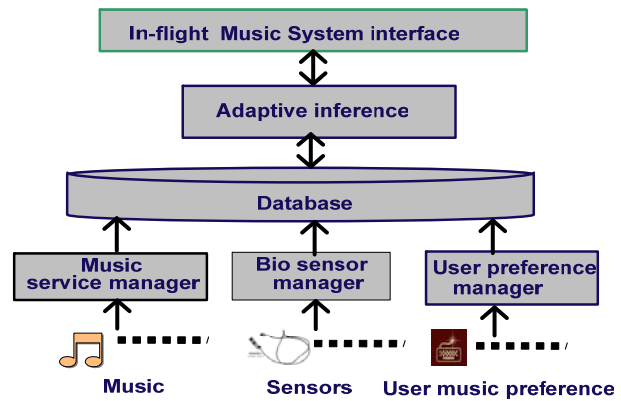 In-flight Music System interface
Adaptive inference
Database
Music
service manager
Bio sensor
manager
User preference
manager
Music
Sensors
User music preference